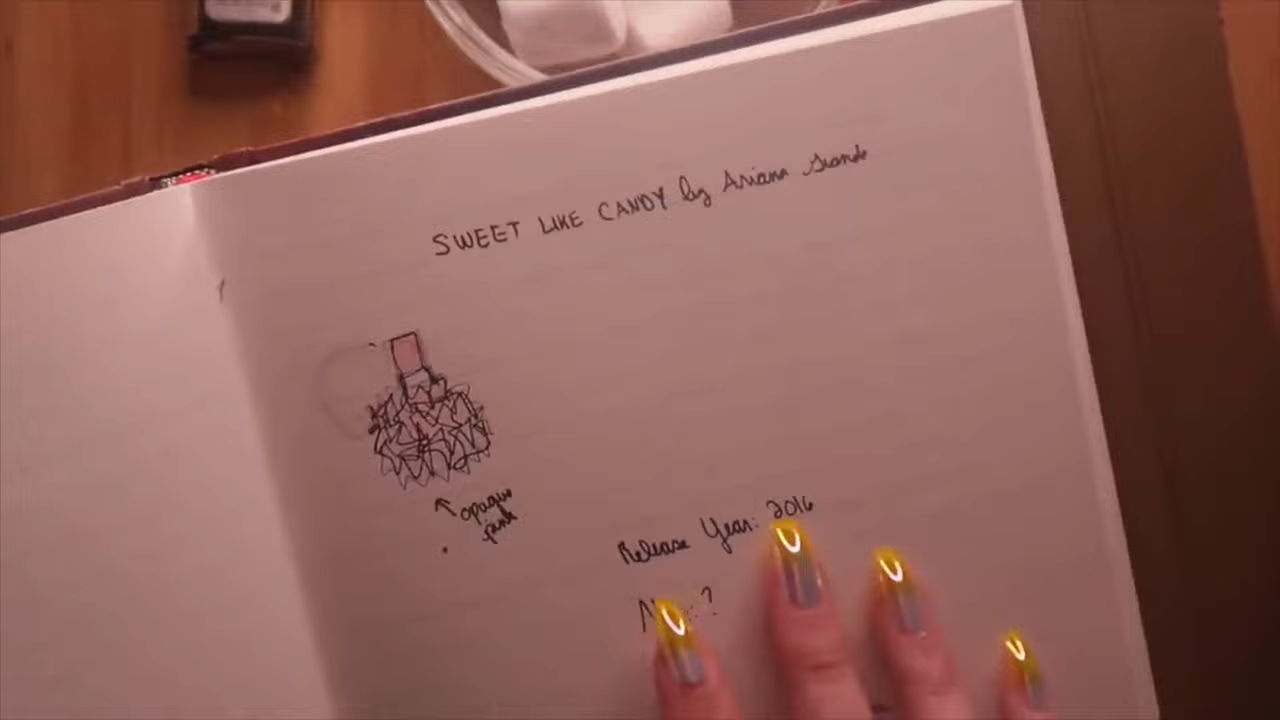 SWEET LIKE CANDY by Ariana Grande
opaque
pink
Release Year: 2016
?